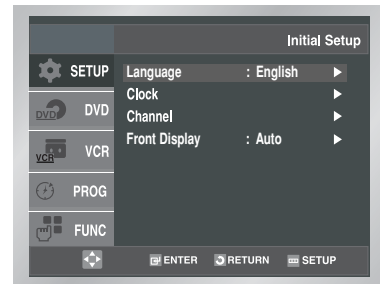 Initial Setup
SETUP
Language : English
Clock
DVD DVD
Channel
Front Display : Auto
VCR VCR
PROG
FUNC
ENTER RETURN SETUP